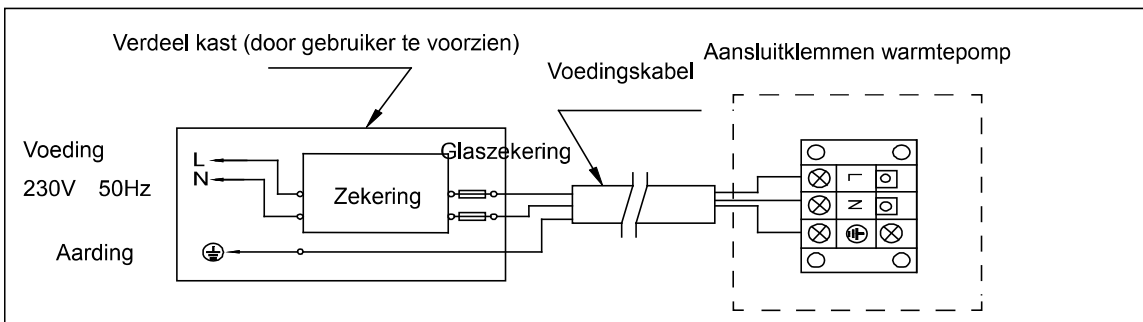 Verdeel kast (door gebruiker te voorzien)
Aansluitklemmen warmtepomp
Voedingskabel
Voeding
230V 50Hz
L
N
Glaszekering
Zekering
Aarding
L
N